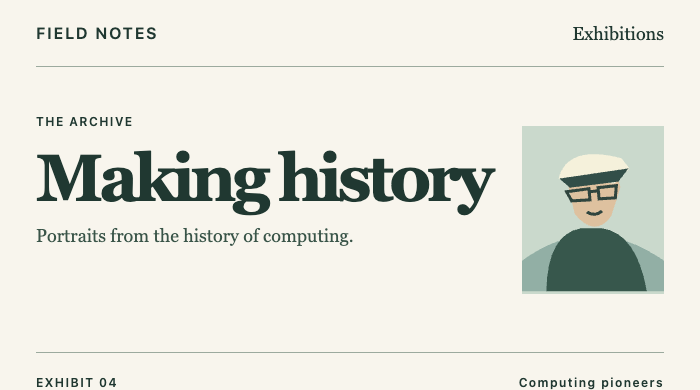 FIELD NOTES
Exhibitions
THE ARCHIVE
Making history
Portraits from the history of computing.
EXHIBIT 04
Computing pioneers